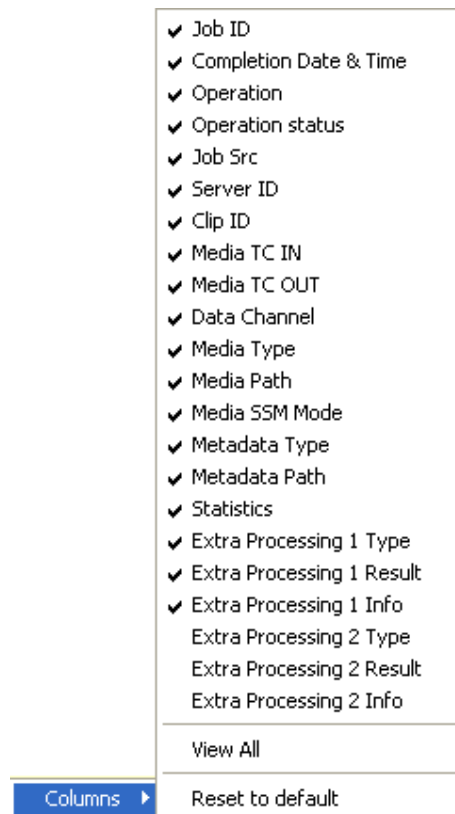 Job ID
Completion Date & Time
Operation
Operation status
Job Src
Server ID
Clip ID
Media TC IN
Media TC OUT
Data Channel
Media Type
Media Path
Media SSM Mode
Metadata Type
Metadata Path
Statistics
Extra Processing 1 Type
Extra Processing 1 Result
Extra Processing 1 Info
Extra Processing 2 Type
Extra Processing 2 Result
Extra Processing 2 Info
View All
Columns
Reset to default